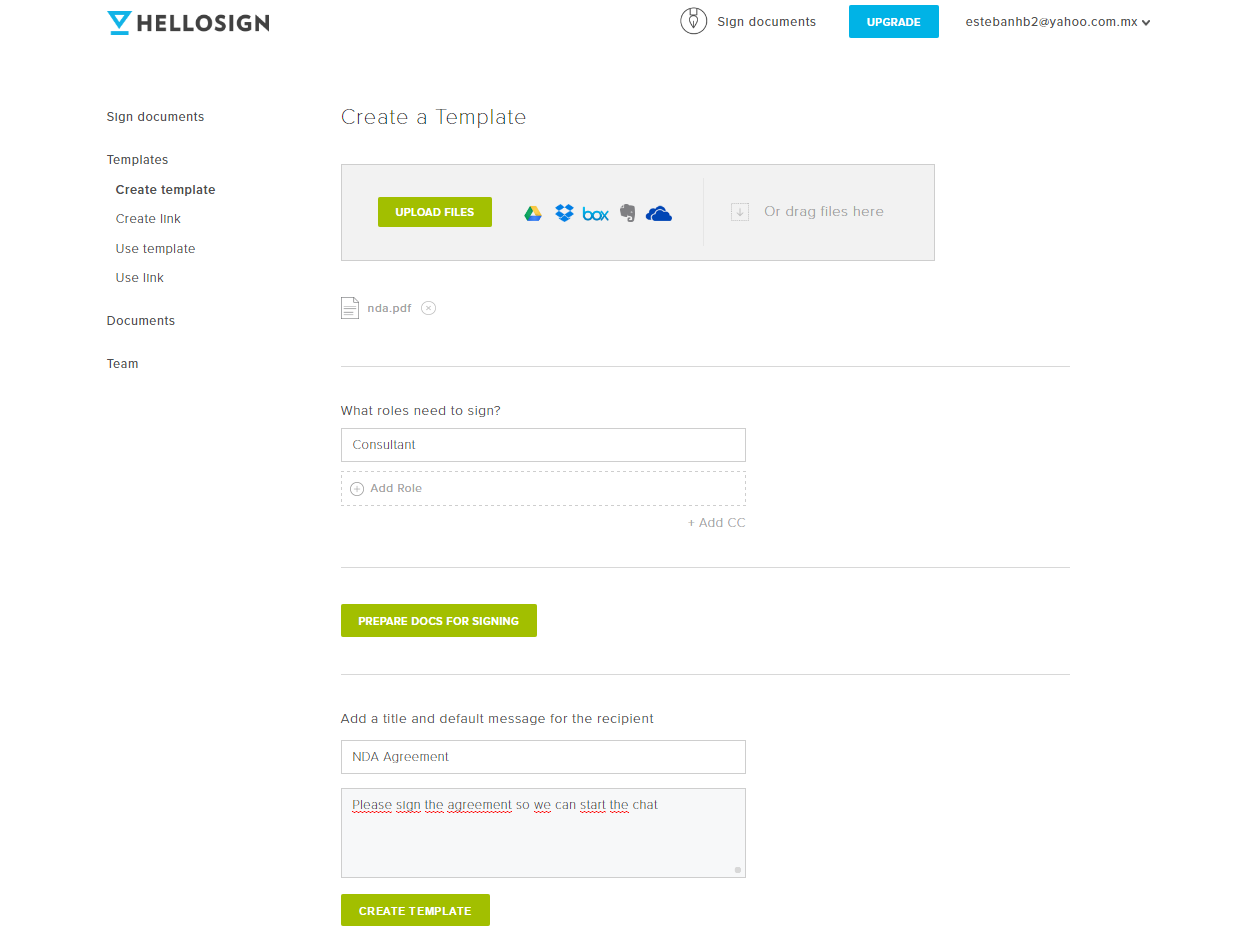 HELLOSIGN
Sign documents
UPGRADE
estebanhb2@yahoo.com.mx
Sign documents
Templates
Create template
Create link
Use template
Use link
Documents
Team
Create a Template
UPLOAD FILES
box
Or drag files here
nda.pdf
What roles need to sign?
Consultant
Add Role
+ Add CC
PREPARE DOCS FOR SIGNING
Add a title and default message for the recipient
NDA Agreement
Please sign the agreement so we can start the chat
CREATE TEMPLATE